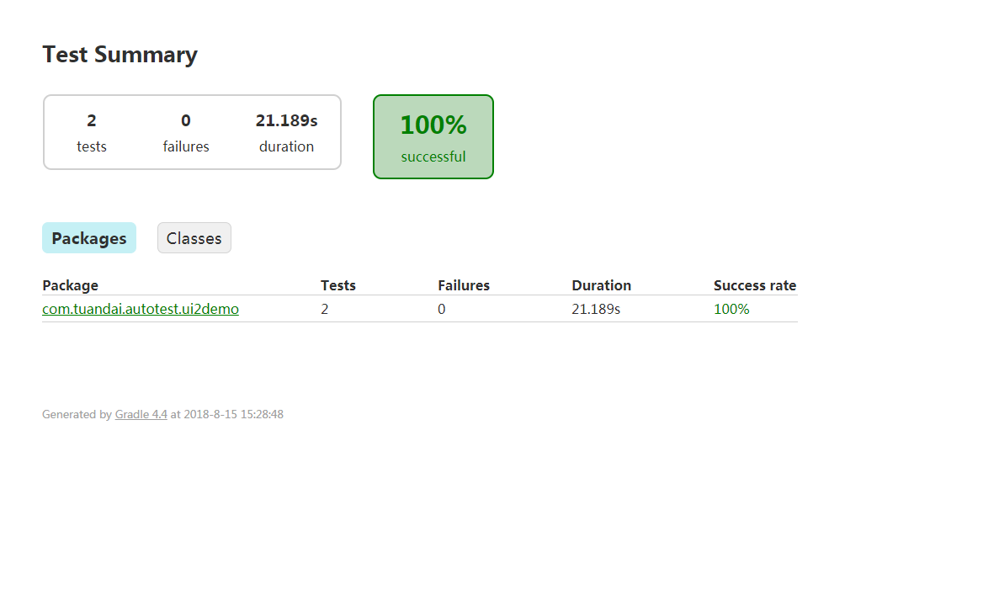 Test Summary
2 0 21.189s
tests failures duration
100%
successful
Packages Classes
Package Tests Failures Duration Success rate
com.tuandai.autotest.ui2demo 2 0 21.189s 100%
Generated by Gradle 4.4 at 2018-8-15 15:28:48